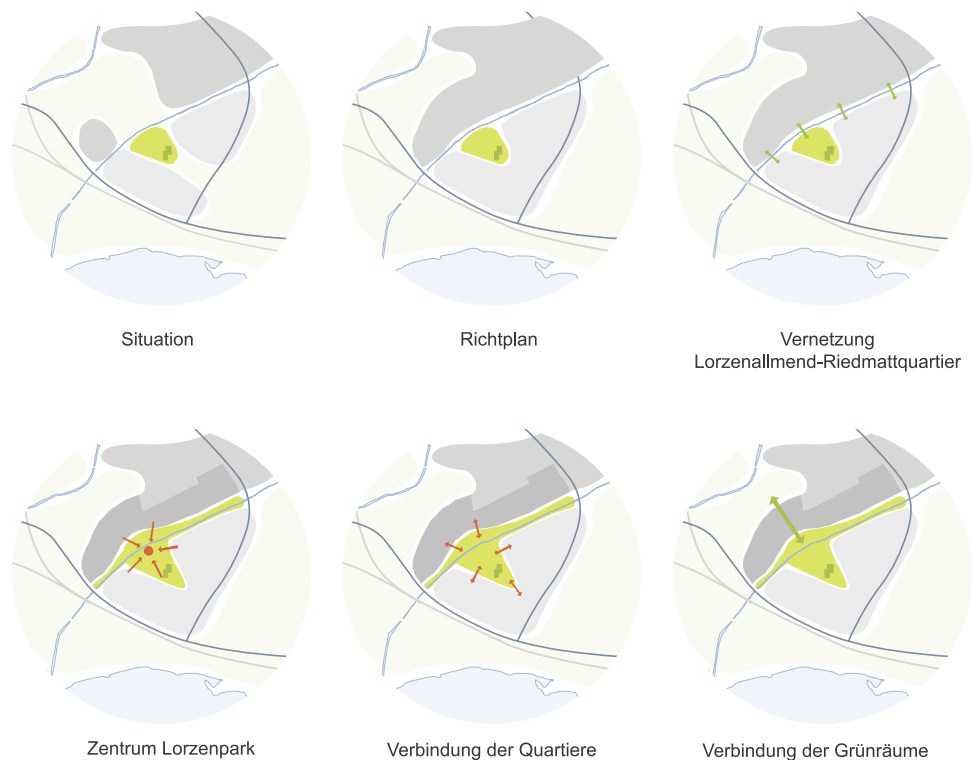 Situation
Richtplan
Vernetzung
Lorzenallmend-Riedmattquartier
Zentrum Lorzenpark
Verbindung der Quartiere
Verbindung der Grünräume